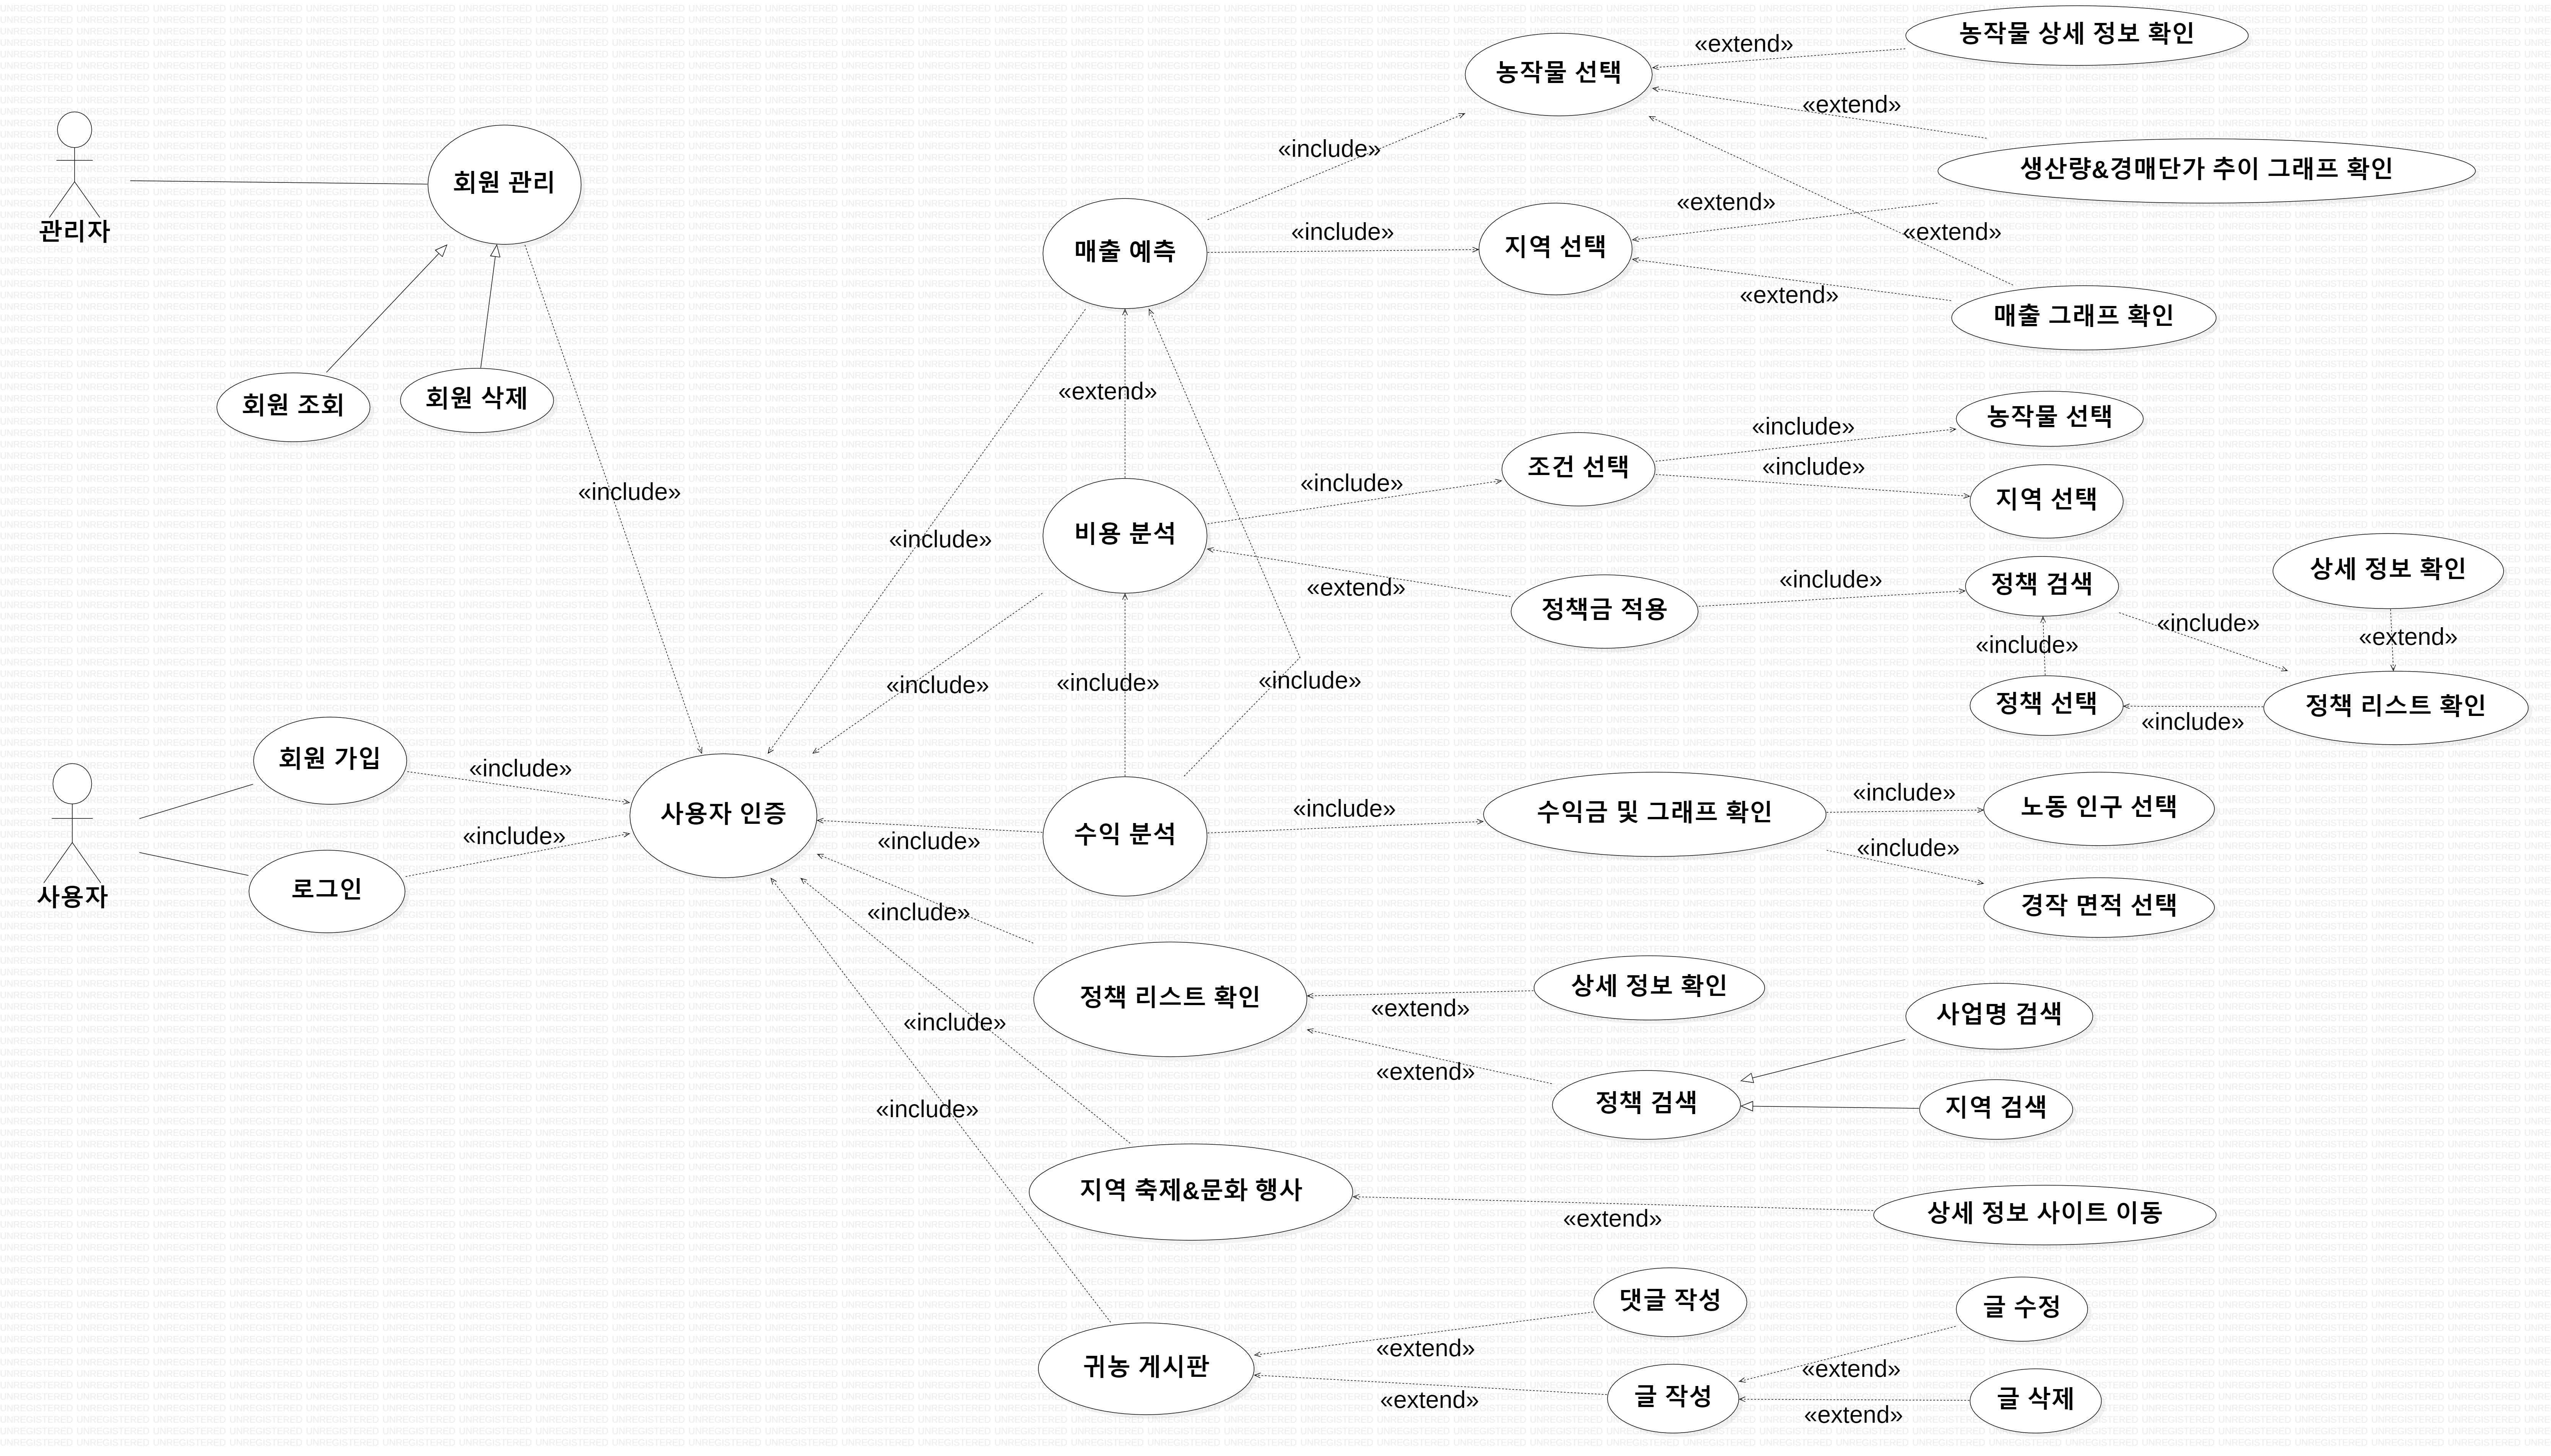 관리자
회원 관리
회원 조회
회원 삭제
«include»
사용자
회원 가입
로그인
«include»
«include»
사용자 인증
«include»
«include»
«include»
«include»
«include»
«include»
매출 예측
«include»
«include»
농작물 선택
«extend»
농작물 상세 정보 확인
«extend»
생산량&경매단가 추이 그래프 확인
지역 선택
«extend»
«extend»
«extend»
매출 그래프 확인
«extend»
비용 분석
«include»
조건 선택
«include»
농작물 선택
«include»
지역 선택
«extend»
정책금 적용
«include»
정책 검색
«include»
정책 선택
«include»
«include»
정책 리스트 확인
«extend»
상세 정보 확인
«include»
«include»
수익 분석
«include»
수익금 및 그래프 확인
«include»
노동 인구 선택
«include»
경작 면적 선택
정책 리스트 확인
«extend»
상세 정보 확인
«extend»
정책 검색
사업명 검색
지역 검색
지역 축제&문화 행사
«extend»
상세 정보 사이트 이동
귀농 게시판
«extend»
댓글 작성
«extend»
글 작성
«extend»
글 수정
«extend»
글 삭제